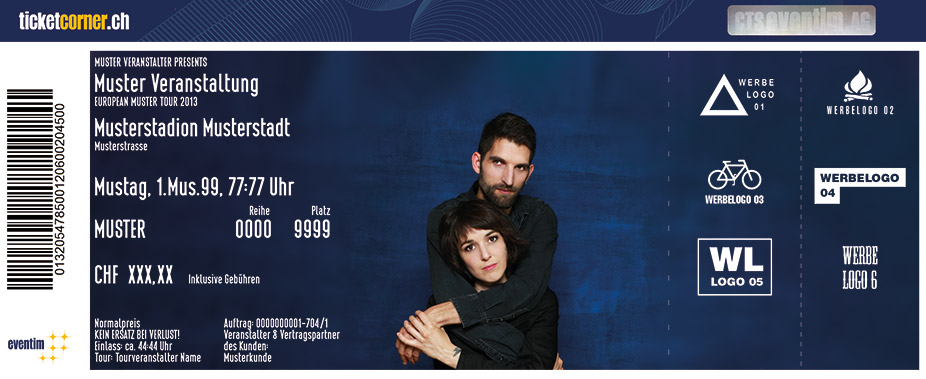 ticketcorner.ch
CTSeventim AG
MUSTER VERANSTALTER PRESENTS
Muster Veranstaltung
EUROPEAN MUSTER TOUR 2013
Musterstadion Musterstadt
Musterstrasse
Mustag, 1.Mus.99, 77:77 Uhr
Reihe Platz
MUSTER 0000 9999
CHF XXX,XX Inklusive Gebühren
Normalpreis
KEIN ERSATZ BEI VERLUST!
Einlass: ca. 44:44 Uhr
Tour: Tourveranstalter Name
Auftrag: 0000000001-704/1
Veranstalter & Vertragspartner
des Kunden:
Musterkunde
013205478500120600204500
eventim
WERBE
LOGO
01
WERBELOGO 02
WERBELOGO 03
WERBELOGO
04
WL
LOGO 05
WERBE
LOGO 6